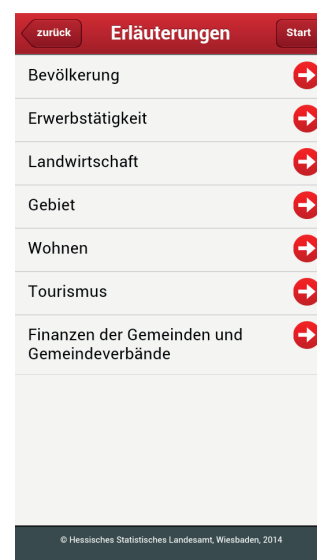 zurück Erläuterungen Start
Bevölkerung
Erwerbstätigkeit
Landwirtschaft
Gebiet
Wohnen
Tourismus
Finanzen der Gemeinden und
Gemeindeverbände
© Hessisches Statistisches Landesamt, Wiesbaden, 2014